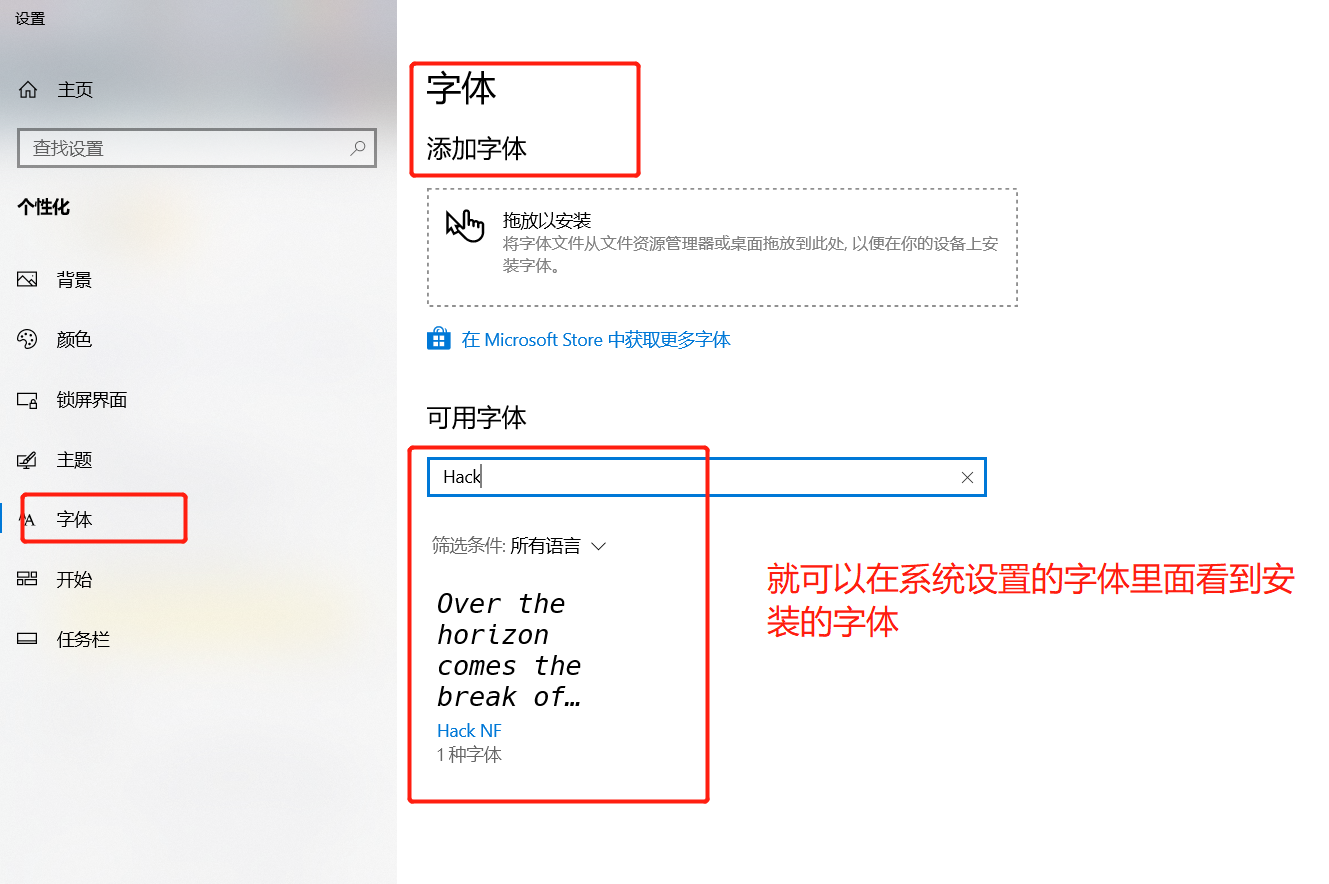 设置
主页
查找设置
个性化
背景
颜色
锁屏界面
主题
字体
开始
任务栏
字体
添加字体
拖放以安装
将字体文件从文件资源管理器或桌面拖放到此处, 以便在你的设备上安
装字体。
在 Microsoft Store 中获取更多字体
可用字体
Hack
筛选条件: 所有语言
Over the
horizon
comes the
break of…
Hack NF
1 种字体
就可以在系统设置的字体里面看到安
装的字体